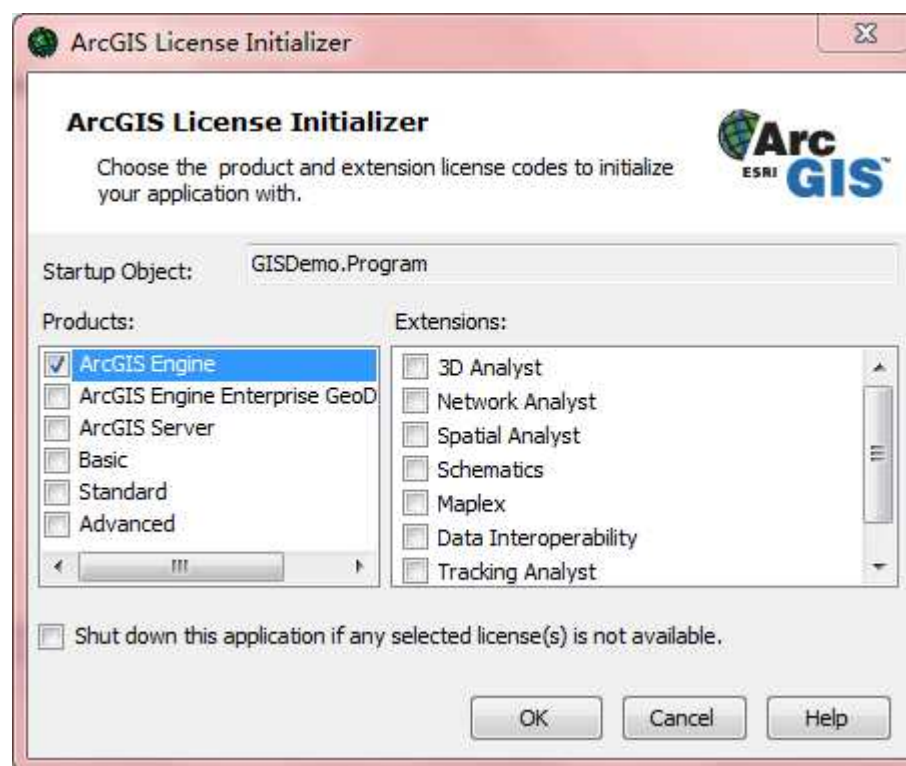 ArcGIS License Initializer
ArcGIS License Initializer
Choose the product and extension license codes to initialize
your application with.
Arc
ESRI GIS™
Startup Object: GISDemo.Program
Products:
ArcGIS Engine
ArcGIS Engine Enterprise GeoD
ArcGIS Server
Basic
Standard
Advanced
Extensions:
3D Analyst
Network Analyst
Spatial Analyst
Schematics
Maplex
Data Interoperability
Tracking Analyst
Shut down this application if any selected license(s) is not available.
OK Cancel Help